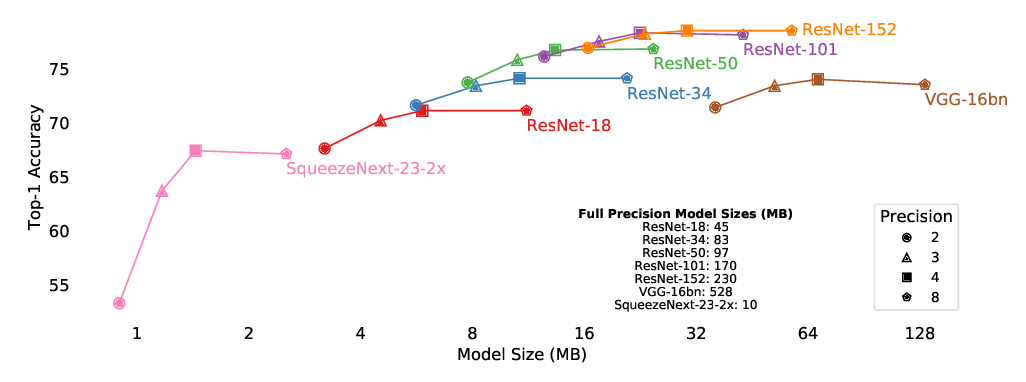 ResNet-152
ResNet-101
75
ResNet-50
ResNet-34
VGG-16bn
70
ResNet-18
SqueezeNext-23-2x
65
60
55
Top-1 Accuracy
Full Precision Model Sizes (MB)
ResNet-18: 45
ResNet-34: 83
ResNet-50: 97
ResNet-101: 170
ResNet-152: 230
VGG-16bn: 528
SqueezeNext-23-2x: 10
Precision
2
3
4
8
1 2 4 8 16 32 64 128
Model Size (MB)